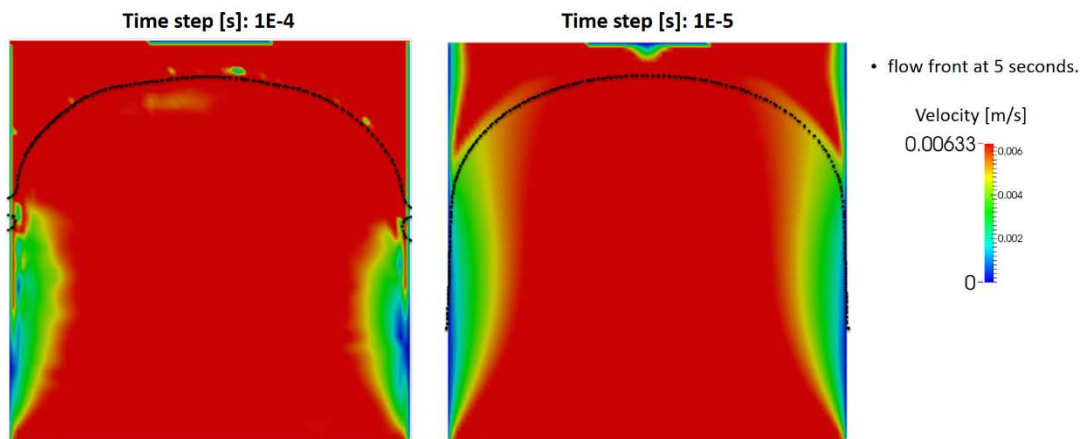 Time step [s]: 1E-4
Time step [s]: 1E-5
• flow front at 5 seconds.
Velocity [m/s]
0.00633
0.006
0.004
0.002
0